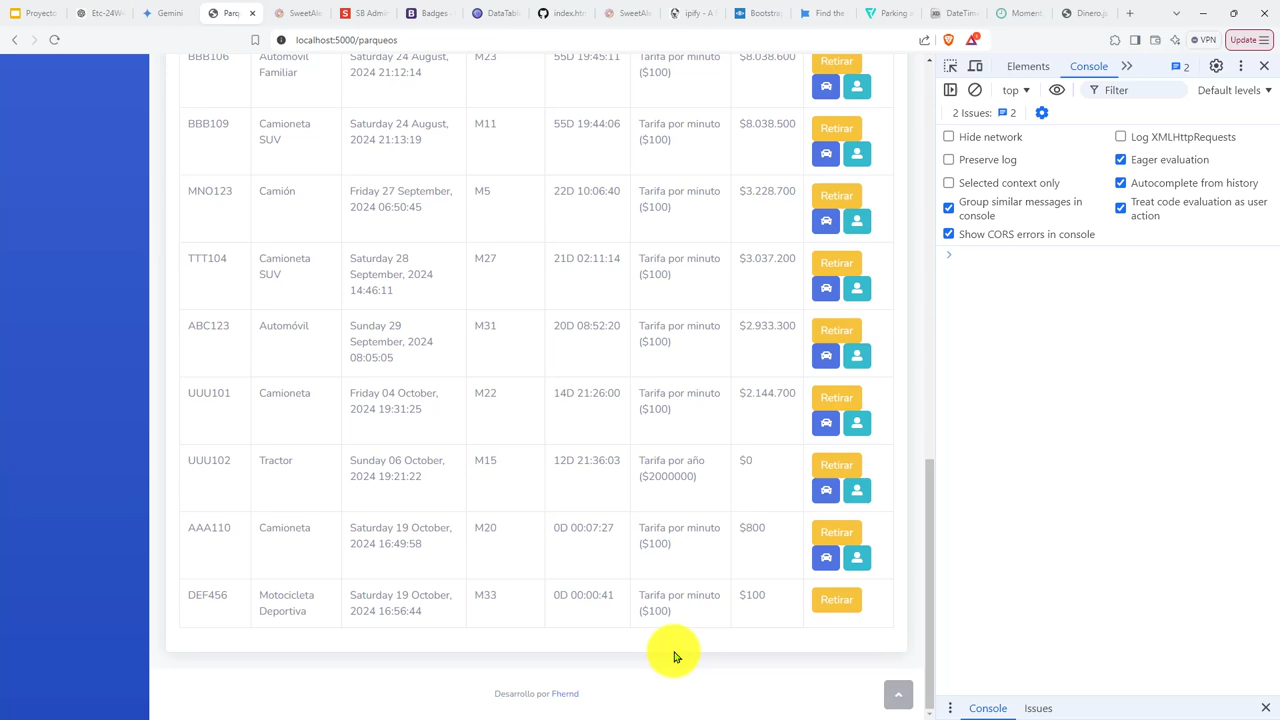 Proyecto
Etc-24W
Gemini
Parq
SweetAle
SB Admin
Badges
DataTabl
index.htm
SweetAle
ipify - A
Bootstra
Find the
Parking a
DateTime
Moments
Dinero.js
localhost:5000/parqueos
VPN
Update
BBB106 Automóvil Saturday 24 August, M23 55D 19:45:11 Tarifa por minuto $8.038.600 Retirar
Familiar 2024 21:12:14 ($100)
BBB109 Camioneta Saturday 24 August, M11 55D 19:44:06 Tarifa por minuto $8.038.500 Retirar
SUV 2024 21:13:19 ($100)
MNO123 Camión Friday 27 September, M5 22D 10:06:40 Tarifa por minuto $3.228.700 Retirar
2024 06:50:45 ($100)
TTT104 Camioneta Saturday 28 M27 21D 02:11:14 Tarifa por minuto $3.037.200 Retirar
SUV September, 2024 ($100)
14:46:11
ABC123 Automóvil Sunday 29 M31 20D 08:52:20 Tarifa por minuto $2.933.300 Retirar
September, 2024 ($100)
08:05:05
UUU101 Camioneta Friday 04 October, M22 14D 21:26:00 Tarifa por minuto $2.144.700 Retirar
2024 19:31:25 ($100)
UUU102 Tractor Sunday 06 October, M15 12D 21:36:03 Tarifa por año $0 Retirar
2024 19:21:22 ($2000000)
AAA110 Camioneta Saturday 19 October, M20 0D 00:07:27 Tarifa por minuto $800 Retirar
2024 16:49:58 ($100)
DEF456 Motocicleta Saturday 19 October, M33 0D 00:00:41 Tarifa por minuto $100 Retirar
Deportiva 2024 16:56:44 ($100)
Desarrollo por Fhernd
Elements Console 2
top Filter Default levels
2 Issues: 2
Hide network Log XMLHttpRequests
Preserve log Eager evaluation
Selected context only Autocomplete from history
Group similar messages in Treat code evaluation as user
console action
Show CORS errors in console
Console Issues